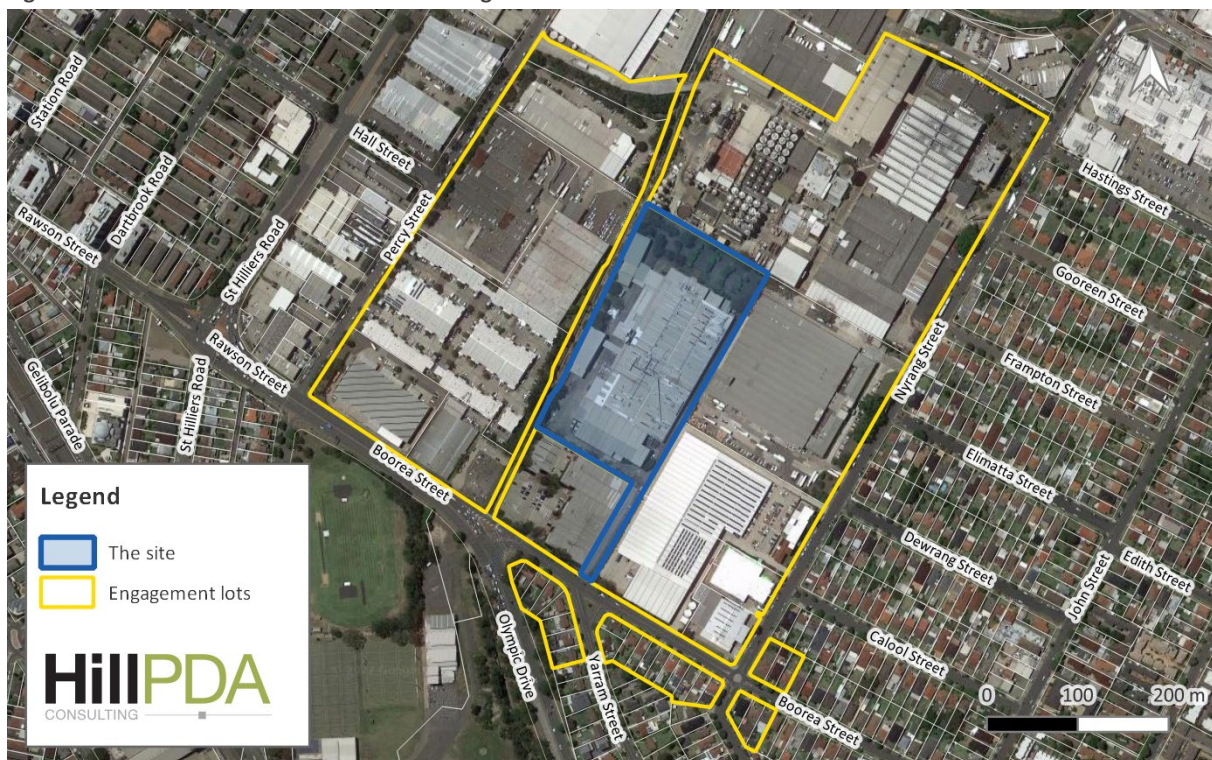 Station Road
Dartbrook Road
Rawson Street
Hall Street
St Hilliers Road
Percy Street
Rawson Street
St Hilliers Road
Gelibolu Parade
Boorea Street
Hastings Street
Gooreen Street
Frampton Street
Nyrang Street
Elimatta Street
Dewrang Street
Edith Street
John Street
Calool Street
Boorea Street
Olympic Drive
Yarram Street
Legend
The site
Engagement lots
HillPDA
CONSULTING
0 100 200 m